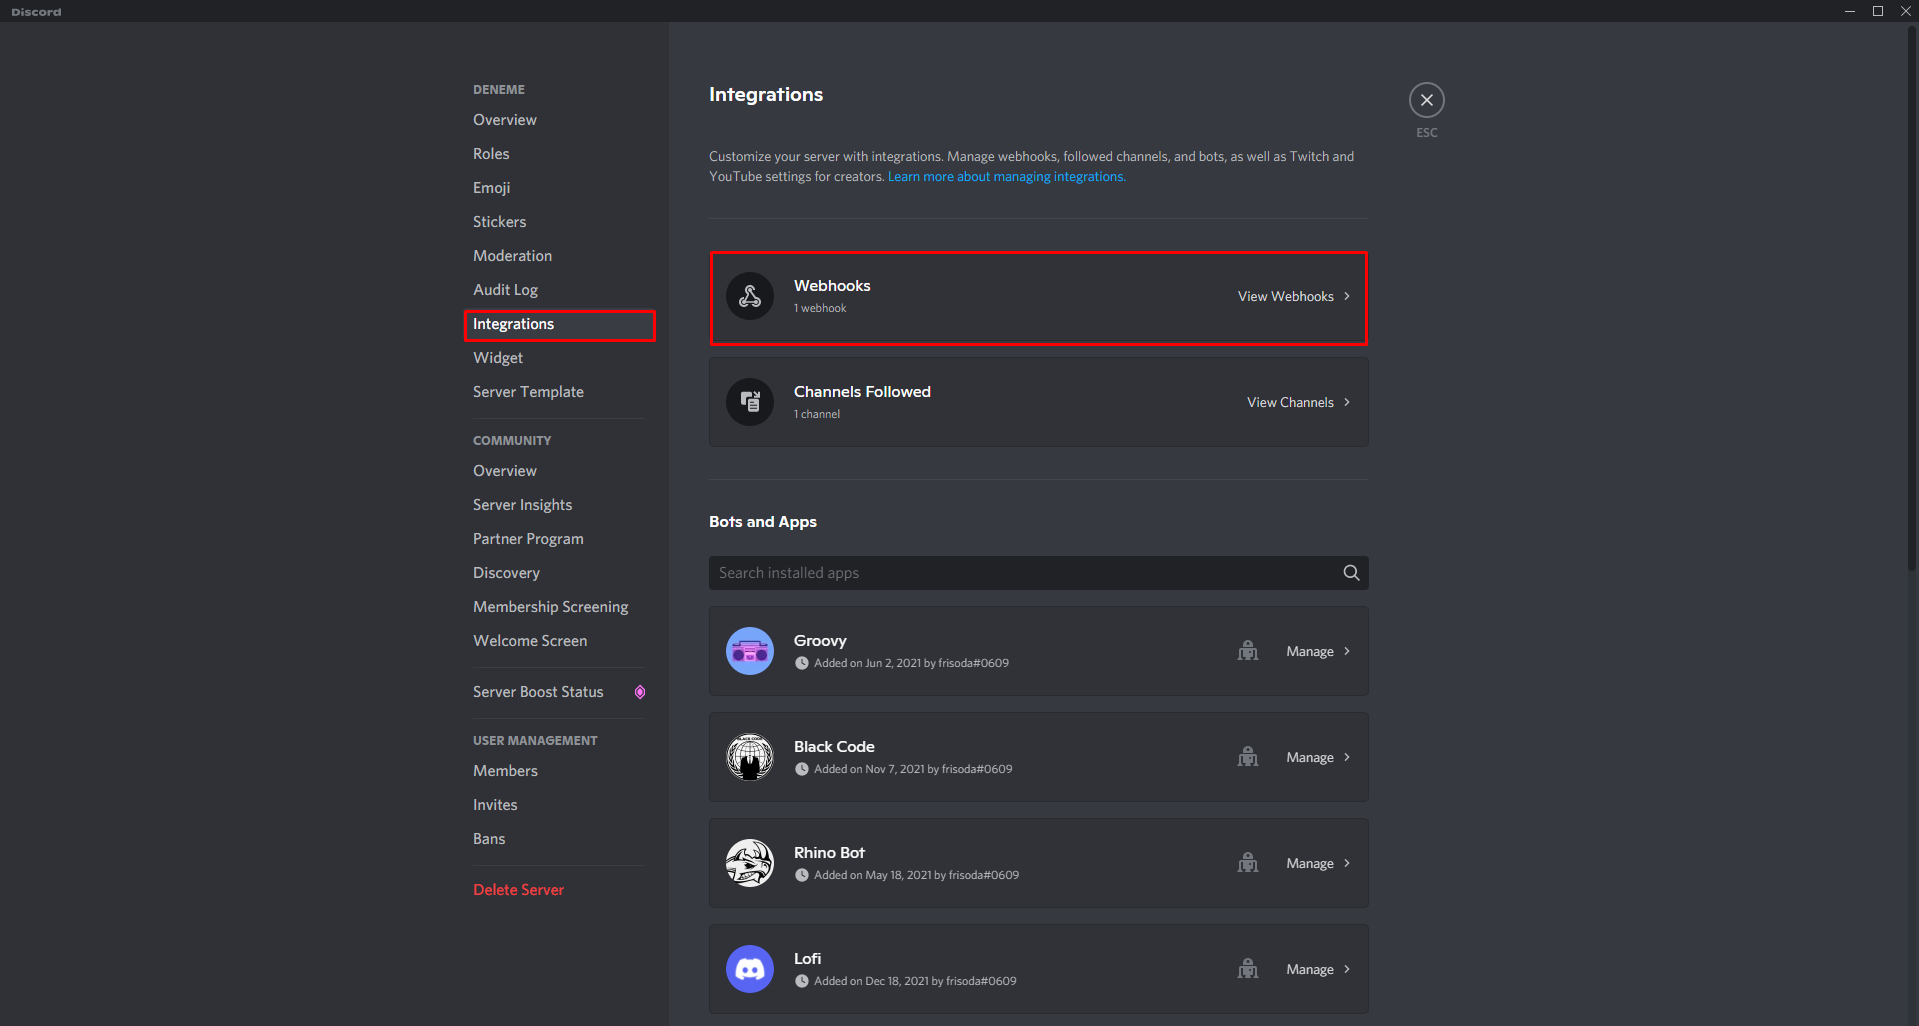 Discord
DENEME
Overview
Roles
Emoji
Stickers
Moderation
Audit Log
Integrations
Widget
Server Template
COMMUNITY
Overview
Server Insights
Partner Program
Discovery
Membership Screening
Welcome Screen
Server Boost Status
USER MANAGEMENT
Members
Invites
Bans
Delete Server
Integrations
ESC
Customize your server with integrations. Manage webhooks, followed channels, and bots, as well as Twitch and
YouTube settings for creators. Learn more about managing integrations.
Webhooks
1 webhook
View Webhooks
Channels Followed
1 channel
View Channels
Bots and Apps
Search installed apps
Groovy
Added on Jun 2, 2021 by frisoda#0609
Manage
Black Code
Added on Nov 7, 2021 by frisoda#0609
Manage
Rhino Bot
Added on May 18, 2021 by frisoda#0609
Manage
Lofi
Added on Dec 18, 2021 by frisoda#0609
Manage